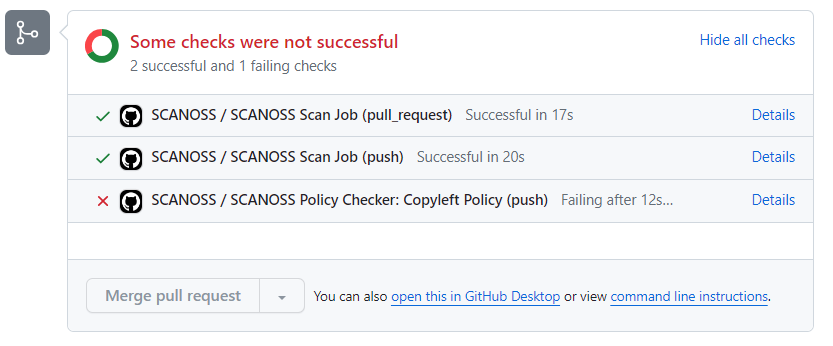 Some checks were not successful
Hide all checks
2 successful and 1 failing checks
SCANOSS / SCANOSS Scan Job (pull_request) Successful in 17s Details
SCANOSS / SCANOSS Scan Job (push) Successful in 20s Details
SCANOSS / SCANOSS Policy Checker: Copyleft Policy (push) Failing after 12s... Details
Merge pull request You can also open this in GitHub Desktop or view command line instructions.